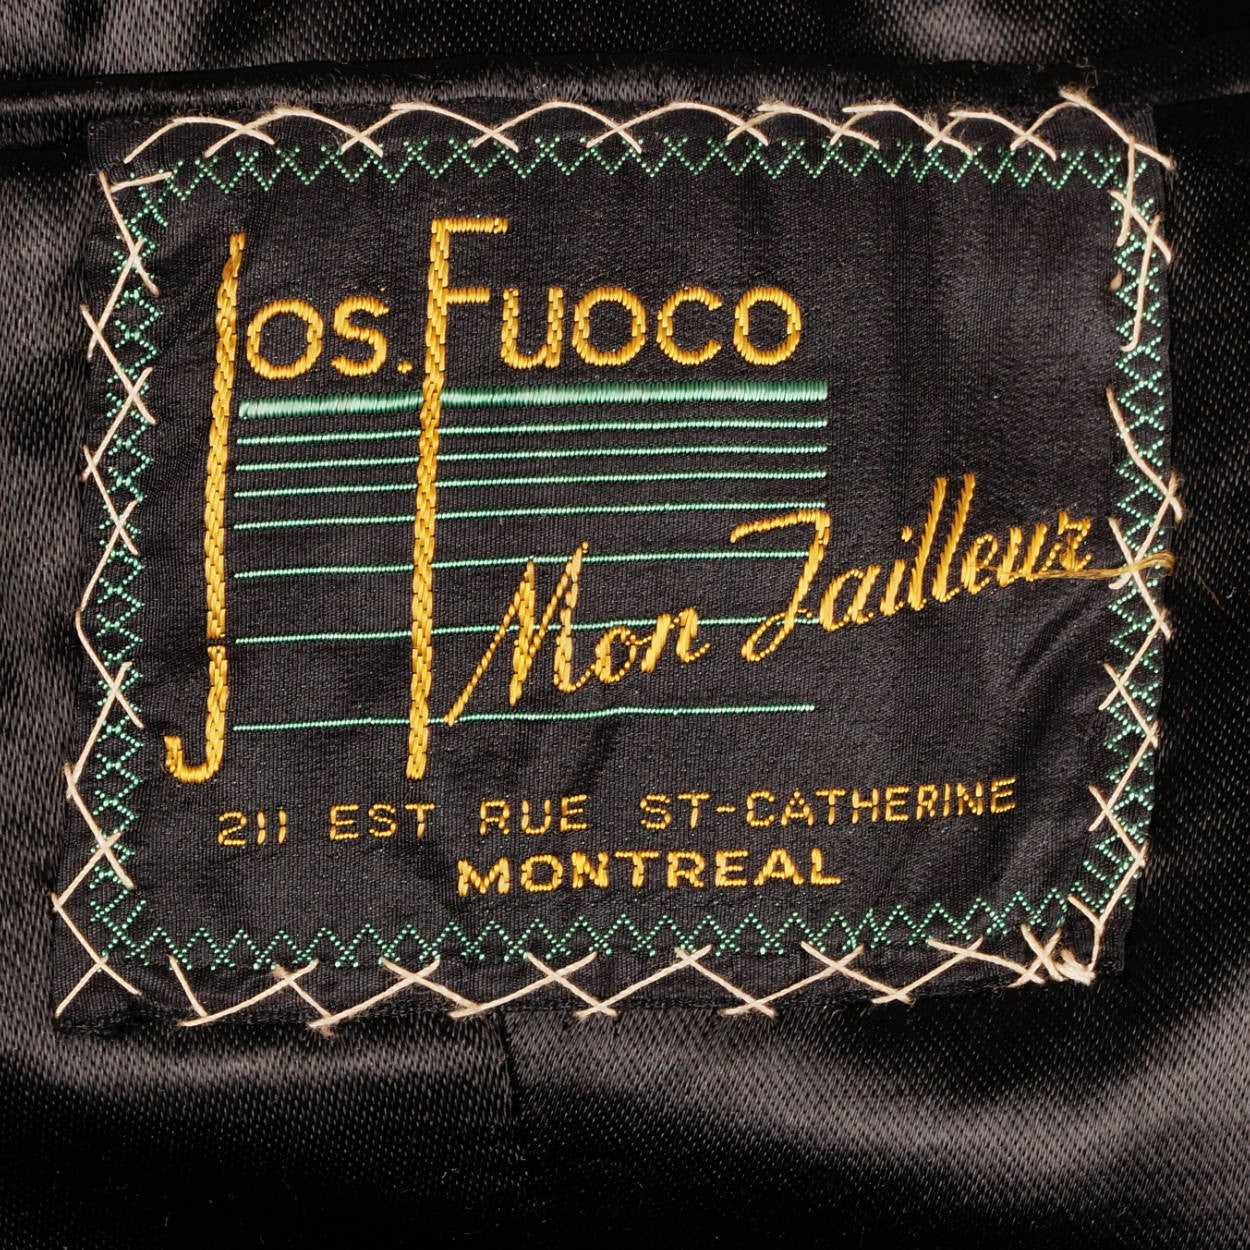 Jos. Fuoco
Mon Tailleur
211 EST RUE ST-CATHERINE
MONTREAL